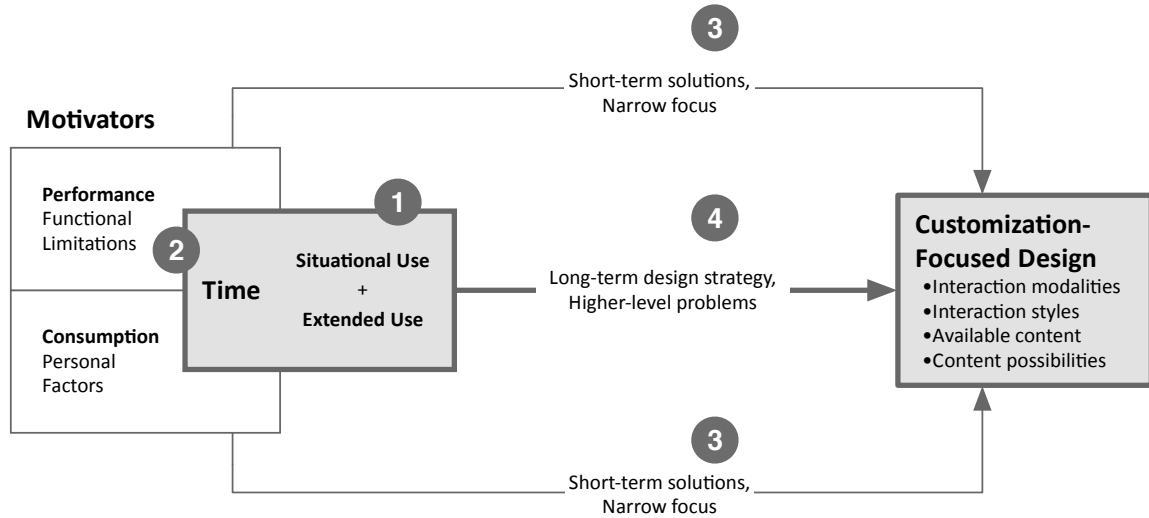 3
Short-term solutions,
Narrow focus
Motivators
Performance
Functional
Limitations
1
2
Time
Situational Use
+
Extended Use
Consumption
Personal
Factors
4
Long-term design strategy,
Higher-level problems
Customization-
Focused Design
•Interaction modalities
•Interaction styles
•Available content
•Content possibilities
3
Short-term solutions,
Narrow focus